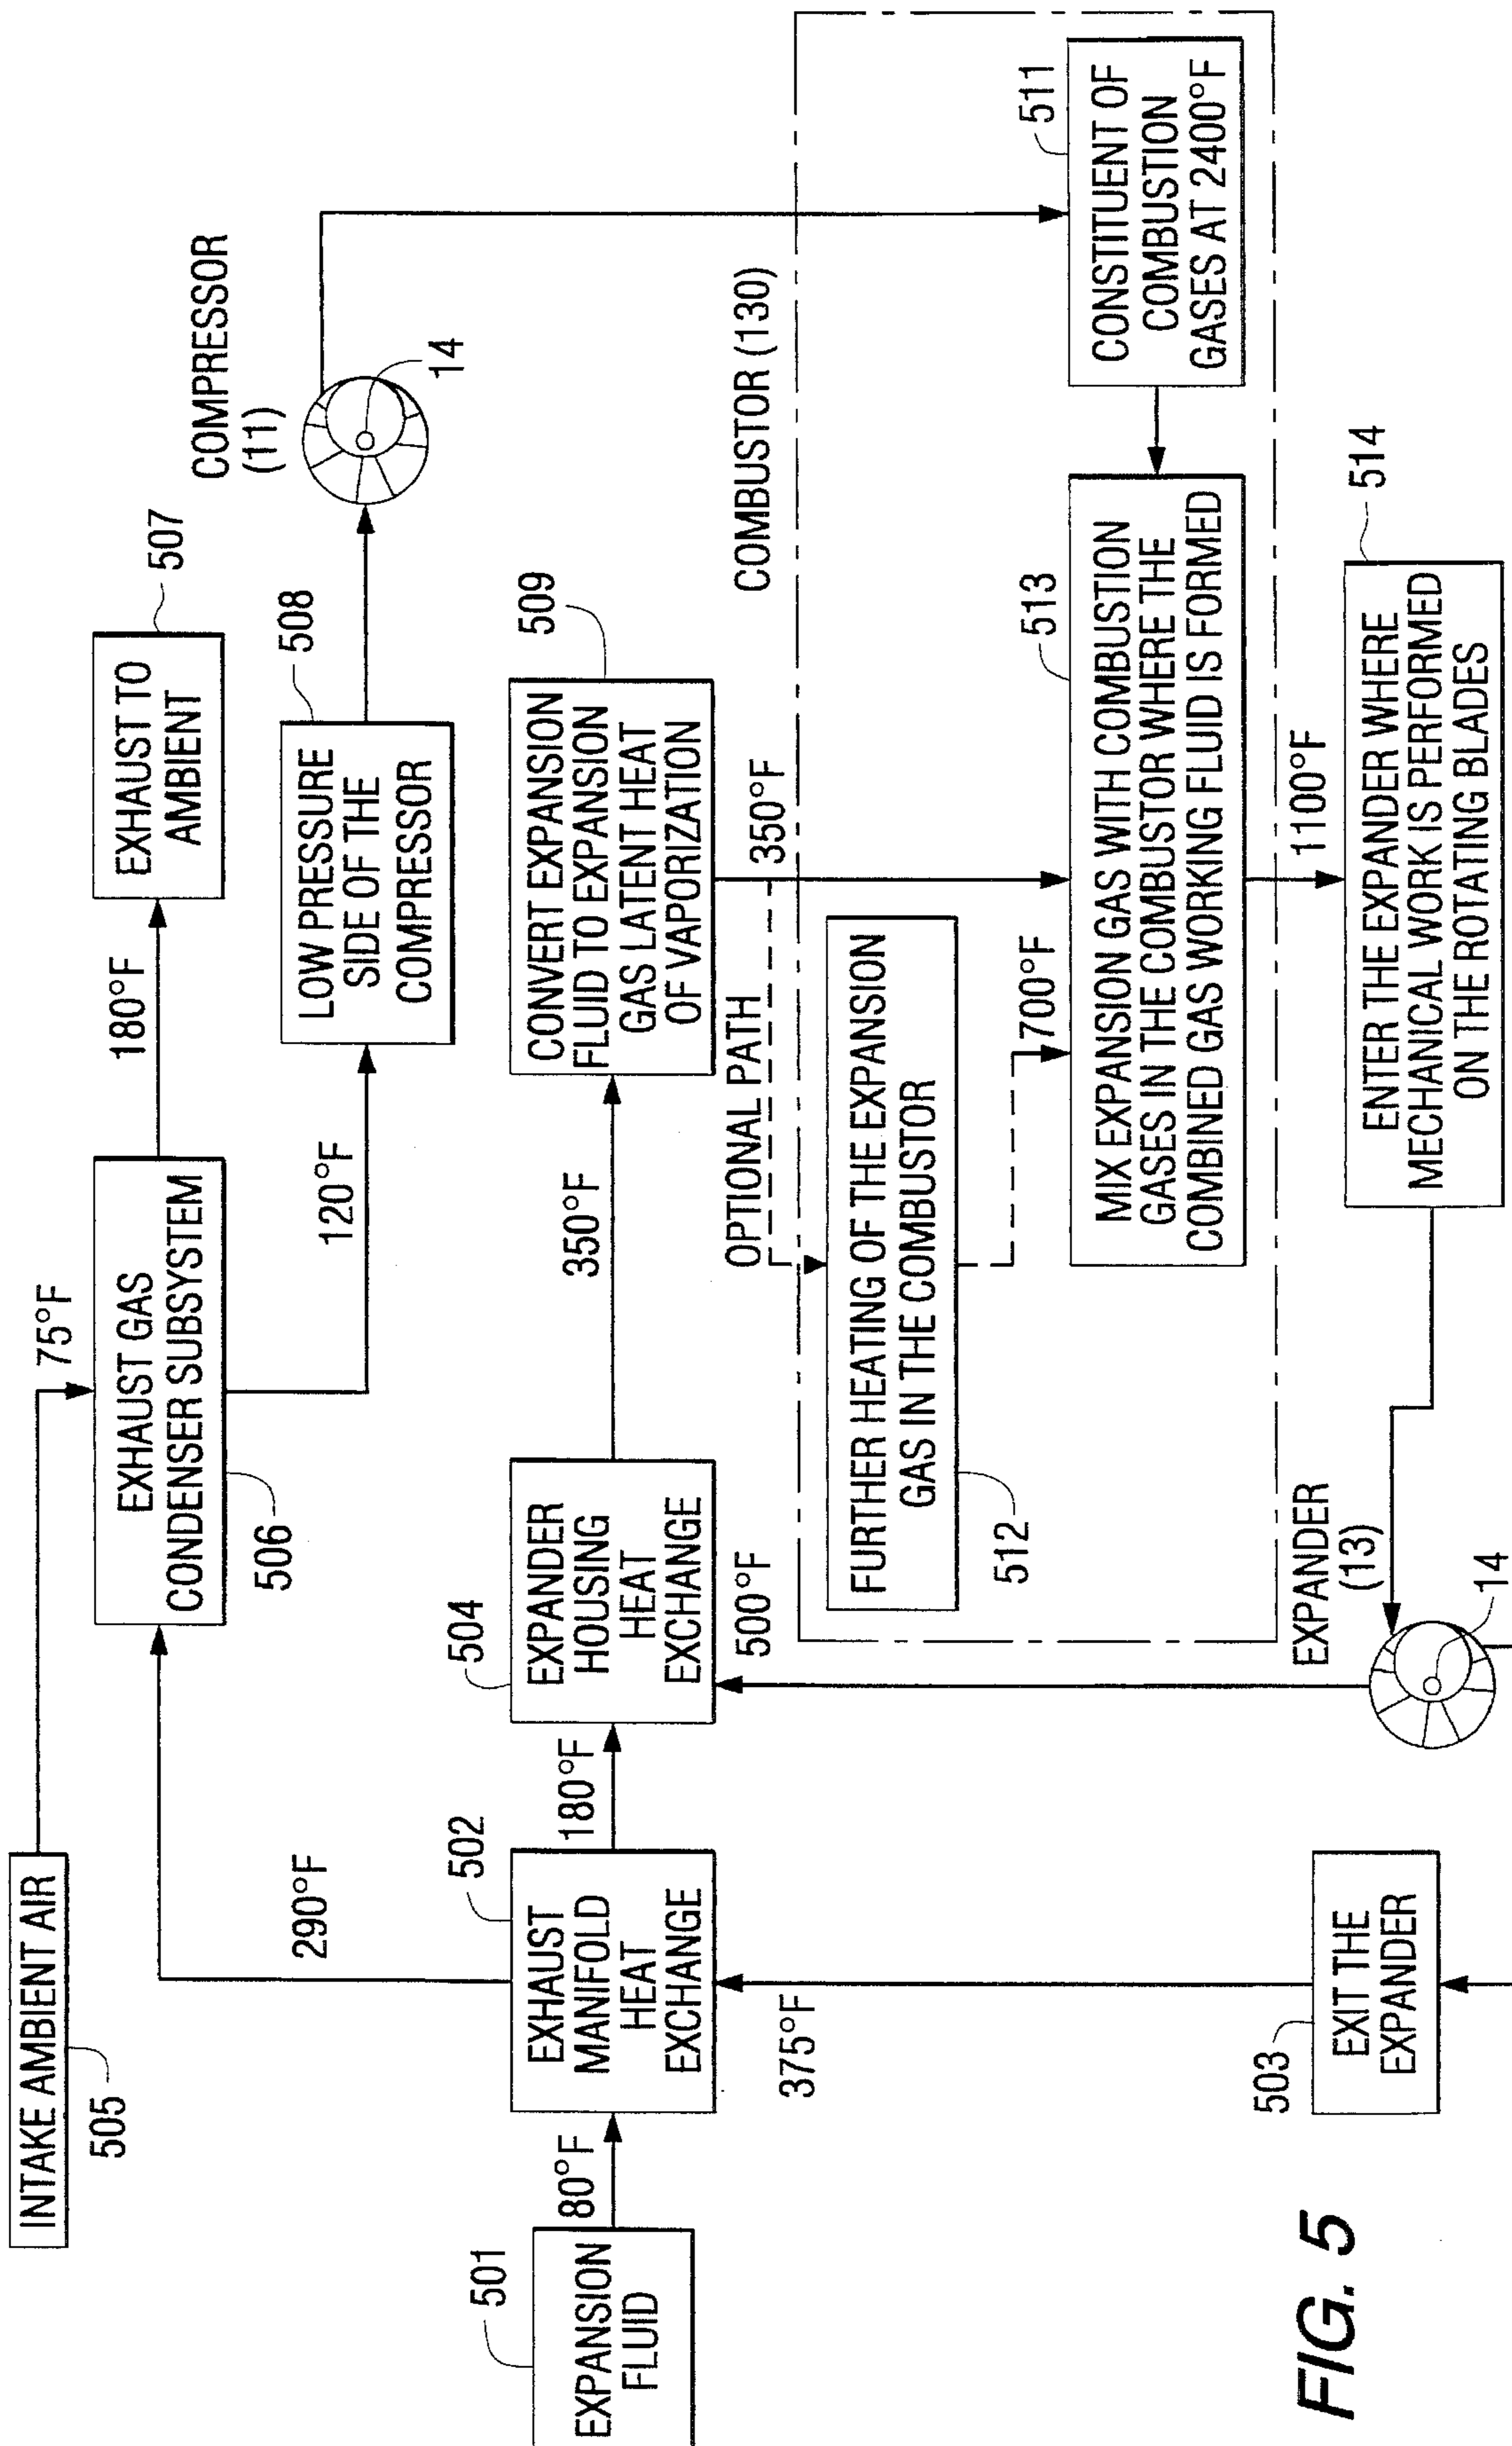 INTAKE AMBIENT AIR
505
75°F
EXHAUST GAS
CONDENSER SUBSYSTEM
506
180°F
EXHAUST TO
AMBIENT
507
290°F
120°F
LOW PRESSURE
SIDE OF THE
COMPRESSOR
508
COMPRESSOR
(11)
14
501
EXPANSION
FLUID
80°F
502
EXHAUST
MANIFOLD
HEAT
EXCHANGE
180°F
504
EXPANDER
HOUSING
HEAT
EXCHANGE
350°F
509
CONVERT EXPANSION
FLUID TO EXPANSION
GAS LATENT HEAT
OF VAPORIZATION
375°F
500°F
OPTIONAL PATH
350°F
COMBUSTOR (130)
FURTHER HEATING OF THE EXPANSION
GAS IN THE COMBUSTOR
512
700°F
513
MIX EXPANSION GAS WITH COMBUSTION
GASES IN THE COMBUSTOR WHERE THE
COMBINED GAS WORKING FLUID IS FORMED
511
CONSTITUENT OF
COMBUSTION
GASES AT 2400°F
1100°F
514
ENTER THE EXPANDER WHERE
MECHANICAL WORK IS PERFORMED
ON THE ROTATING BLADES
EXPANDER
(13)
14
503
EXIT THE
EXPANDER
FIG. 5